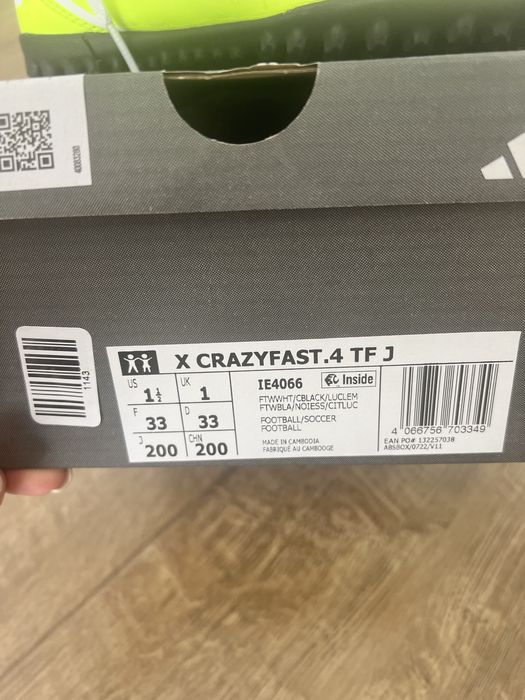 40083280
1143
X CRAZYFAST.4 TF J
US 1½ UK 1
F 33 D 33
J 200 CHN 200
IE4066 Inside
FTWWHT/CBLACK/LUCLEM
FTWBLA/NOIESS/CITLUC
FOOTBALL/SOCCER
FOOTBALL
MADE IN CAMBODIA
FABRIQUÉ AU CAMBODGE
4 066756 703349
EAN PO# 132257038
ABSBOX/0722/V11